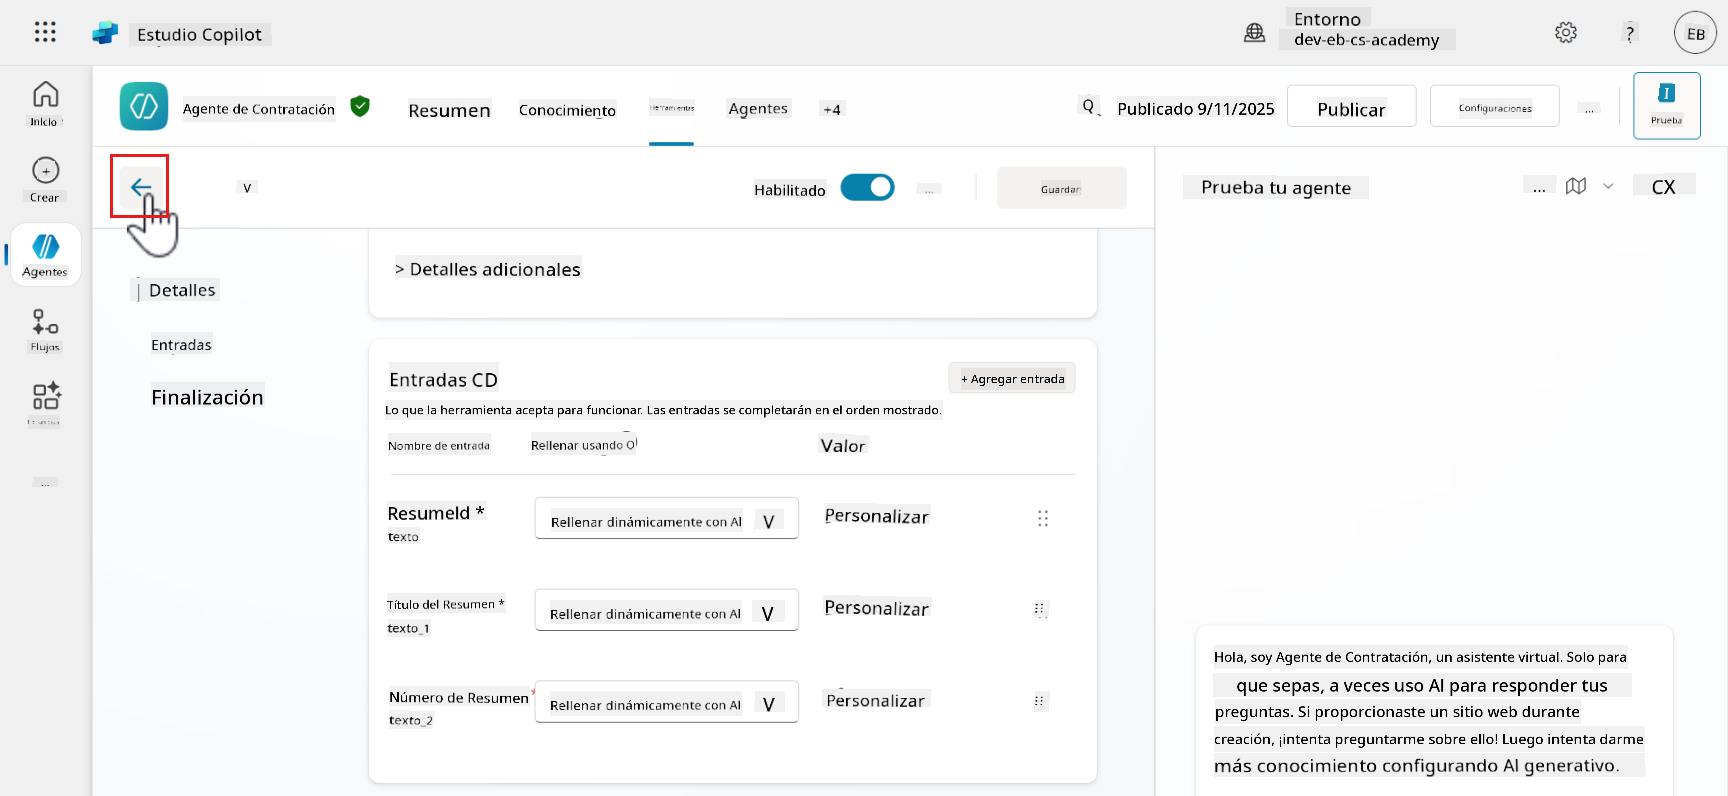 Estudio Copilot
Entorno
dev-eb-cs-academy
?
EB
Inicio
Crear
Agentes
Flujos
...
Agente de Contratación
Resumen
Conocimiento
Herramientas
Agentes
+4
Q
Publicado 9/11/2025
Publicar
Configuraciones
...
Prueba
V
Habilitado
...
Guardar
Prueba tu agente
...
CX
Detalles
Entradas
Finalización
> Detalles adicionales
Entradas CD
+ Agregar entrada
Lo que la herramienta acepta para funcionar. Las entradas se completarán en el orden mostrado.
Nombre de entrada
Rellenar usando O
Valor
ResumeId *
texto
Rellenar dinámicamente con AI V
Personalizar
Título del Resumen *
texto_1
Rellenar dinámicamente con AI V
Personalizar
Número de Resumen *
texto_2
Rellenar dinámicamente con AI V
Personalizar
Hola, soy Agente de Contratación, un asistente virtual. Solo para
que sepas, a veces uso AI para responder tus
preguntas. Si proporcionaste un sitio web durante
creación, ¡intenta preguntarme sobre ello! Luego intenta darme
más conocimiento configurando AI generativo.